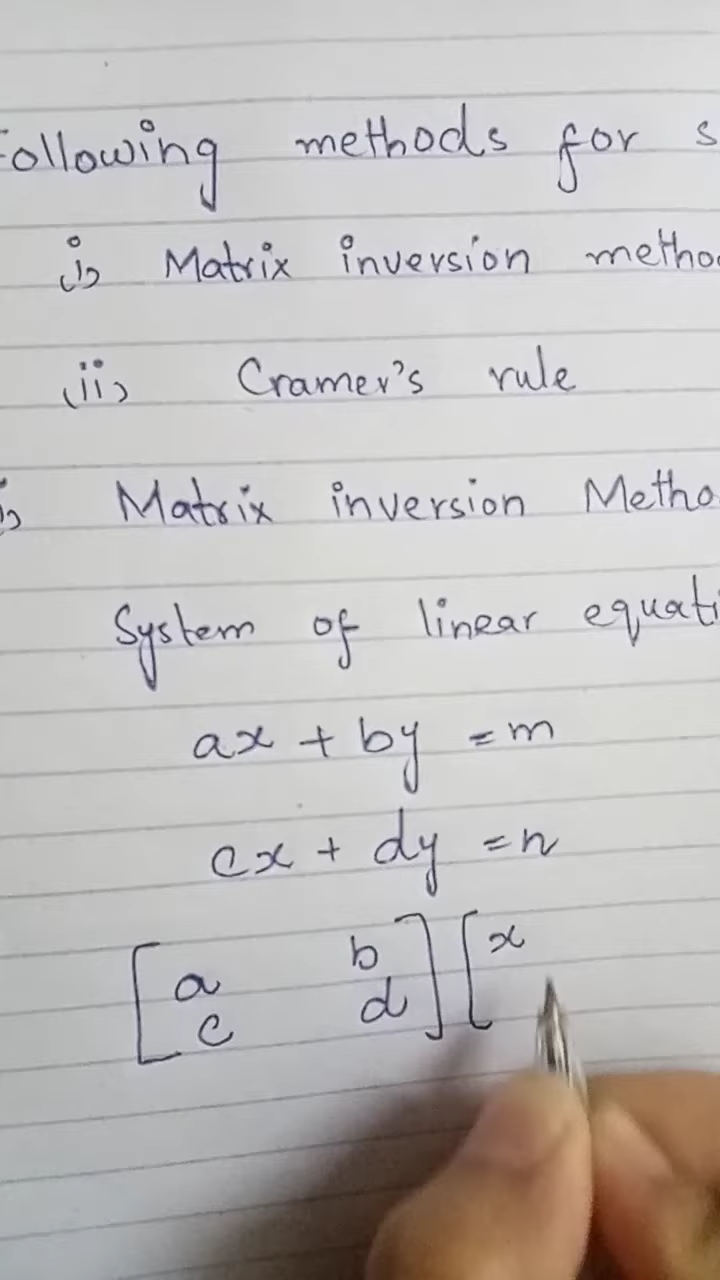 Following methods for s
(i) Matrix inversion metho
(ii) Cramer's rule
i) Matrix inversion Metho
System of linear equati
ax + by = m
cx + dy = n
[a b] [x
c d]